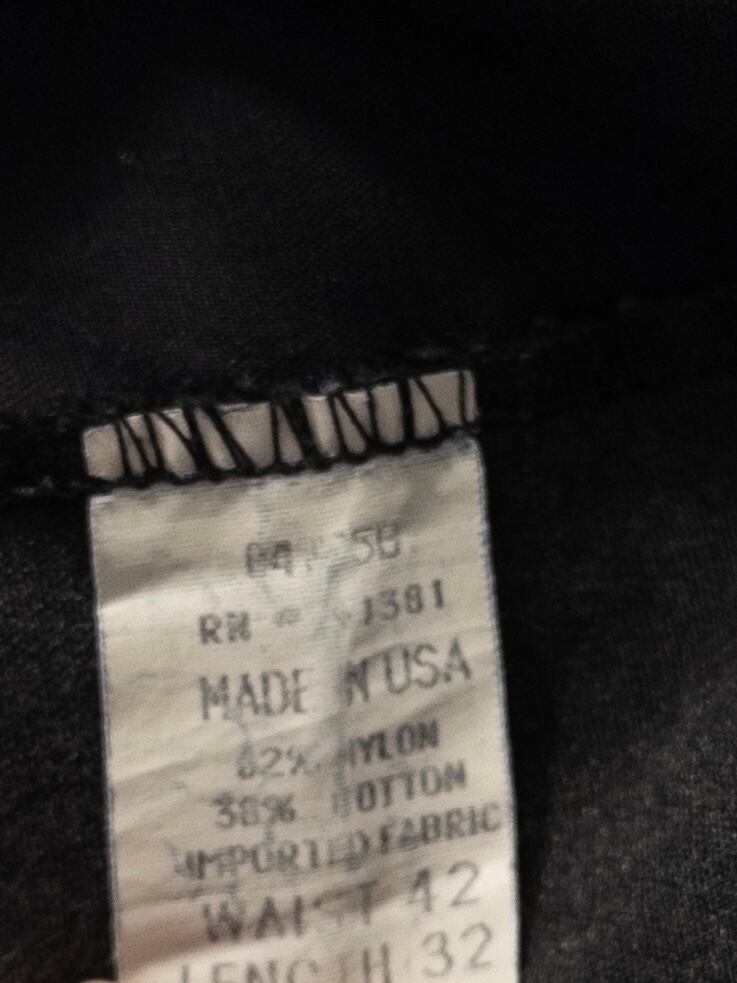 RN
MADE IN USA
62% NYLON
38% COTTON
IMPORTED FABRIC
WAIST 42
LENGTH 32